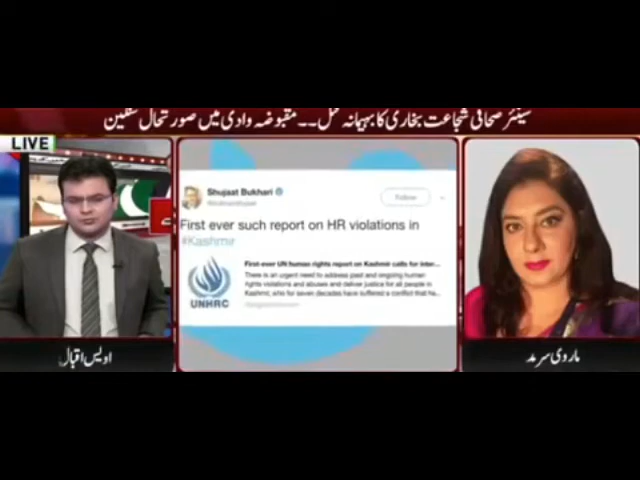 سینئر صحافی شجاعت بخاری کا بہیمانہ قتل۔۔مقبوضہ وادی میں صورتحال سنگین
LIVE
Shujaat Bukhari
Follow
First ever such report on HR violations in
#Kashmir
First-ever UN human rights report on Kashmir calls for inter...
There is an urgent need to address past and ongoing human
rights violations and abuses and deliver justice for all people in
Kashmir, who for seven decades have suffered a conflict that ha...
UNHRC
اویس اقبال
ماروی سرمد